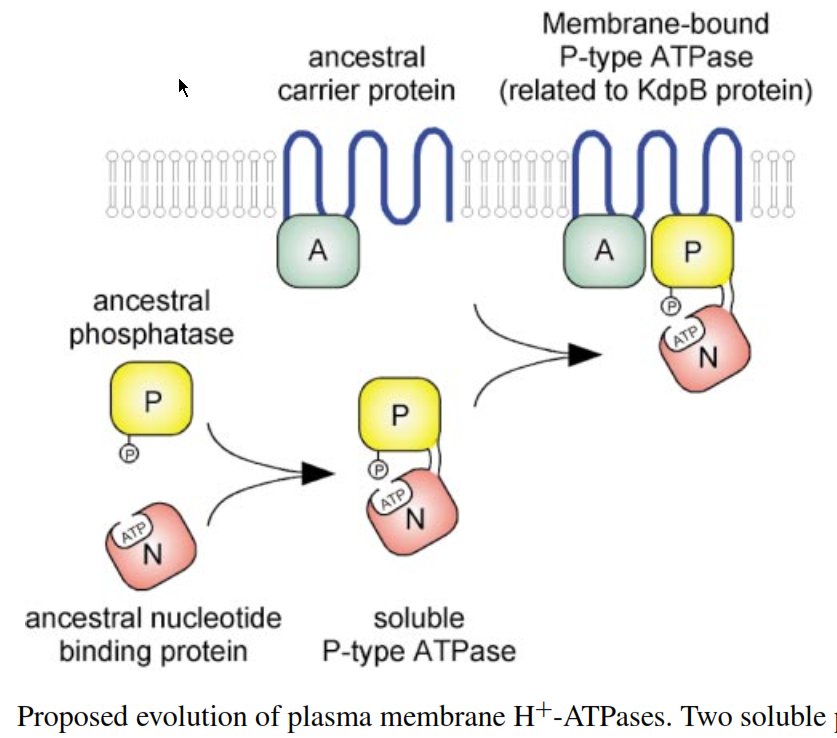 Membrane-bound
P-type ATPase
(related to KdpB protein)
ancestral
carrier protein
A
A
P
P
ATP
N
ancestral
phosphatase
P
P
ATP
N
P
P
ATP
N
ancestral nucleotide
binding protein
soluble
P-type ATPase
Proposed evolution of plasma membrane H+-ATPases. Two soluble